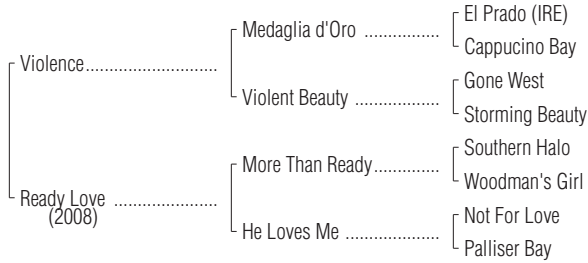 El Prado (IRE)
Medaglia d'Oro ..................
Cappucino Bay
Violence................................
Gone West
Violent Beauty ....................
Storming Beauty
Southern Halo
More Than Ready................
Woodman's Girl
Ready Love .........................
(2008)
Not For Love
He Loves Me ......................
Palliser Bay